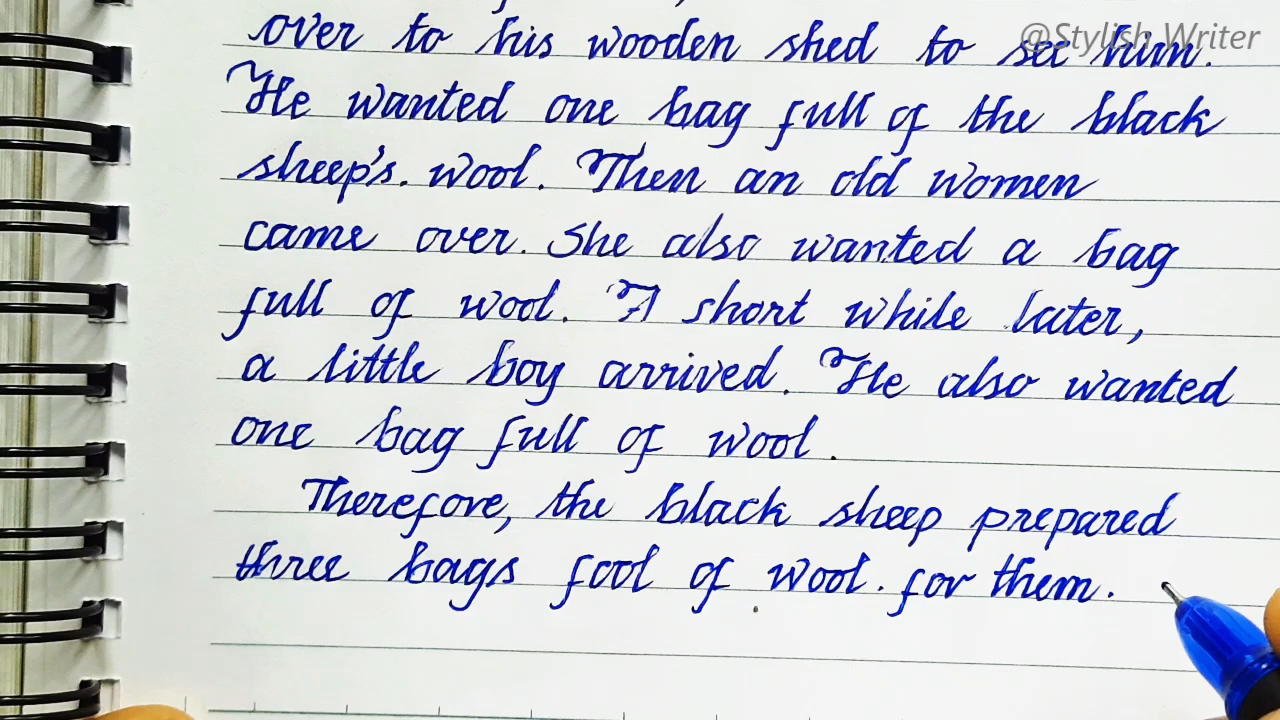 over to his wooden shed to see him.
@Stylish Writer
He wanted one bag full of the black
sheep's. wool. Then an old women
came over. She also wanted a bag
full of wool. A short while later,
a little boy arrived. He also wanted
one bag full of wool.
Therefore, the black sheep prepared
three bags fool of wool. for them.